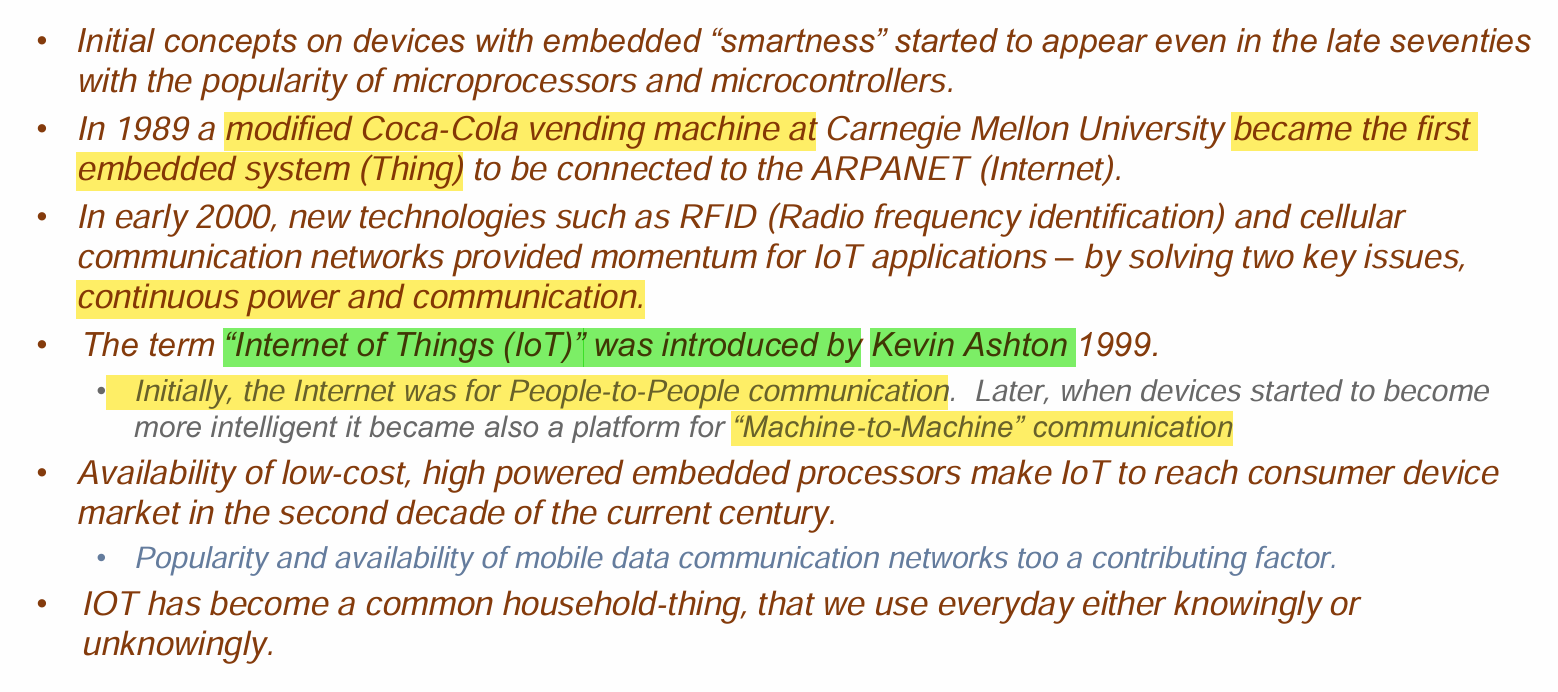 • Initial concepts on devices with embedded “smartness” started to appear even in the late seventies
with the popularity of microprocessors and microcontrollers.
• In 1989 a modified Coca-Cola vending machine at Carnegie Mellon University became the first
embedded system (Thing) to be connected to the ARPANET (Internet).
• In early 2000, new technologies such as RFID (Radio frequency identification) and cellular
communication networks provided momentum for IoT applications – by solving two key issues,
continuous power and communication.
• The term “Internet of Things (IoT)” was introduced by Kevin Ashton 1999.
• Initially, the Internet was for People-to-People communication. Later, when devices started to become
more intelligent it became also a platform for “Machine-to-Machine” communication
• Availability of low-cost, high powered embedded processors make IoT to reach consumer device
market in the second decade of the current century.
• Popularity and availability of mobile data communication networks too a contributing factor.
• IOT has become a common household-thing, that we use everyday either knowingly or
unknowingly.